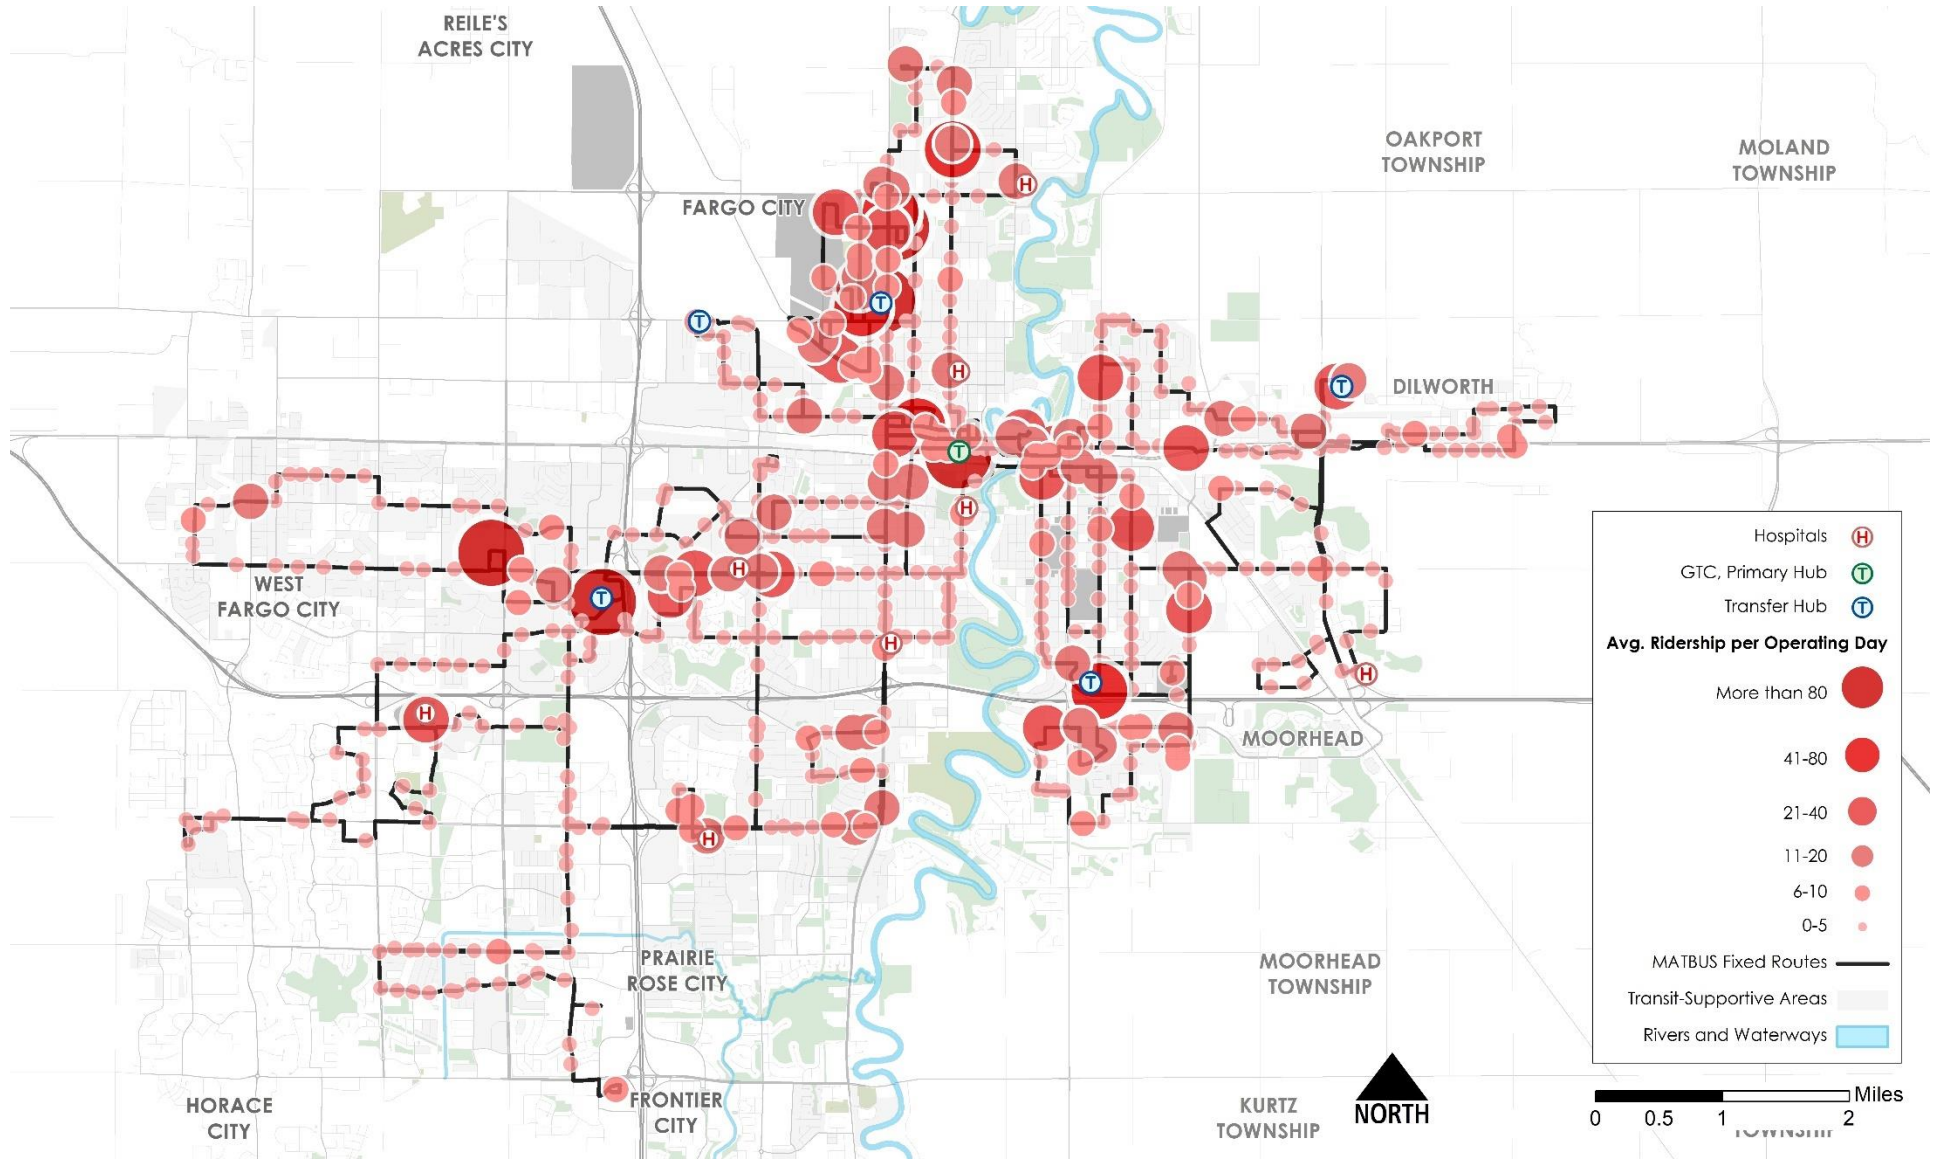 REILE'S
ACRES CITY
OAKPORT
TOWNSHIP
MOLAND
TOWNSHIP
FARGO CITY
H
T
T
H
T
DILWORTH
T
H
WEST
FARGO CITY
H
T
H
T
H
H
MOORHEAD
H
PRAIRIE
ROSE CITY
MOORHEAD
TOWNSHIP
HORACE
CITY
FRONTIER
CITY
KURTZ
TOWNSHIP
NORTH
Hospitals H
GTC, Primary Hub T
Transfer Hub T
Avg. Ridership per Operating Day
More than 80
41-80
21-40
11-20
6-10
0-5
MATBUS Fixed Routes
Transit-Supportive Areas
Rivers and Waterways
Miles
0 0.5 1 2
TOWNSHIP